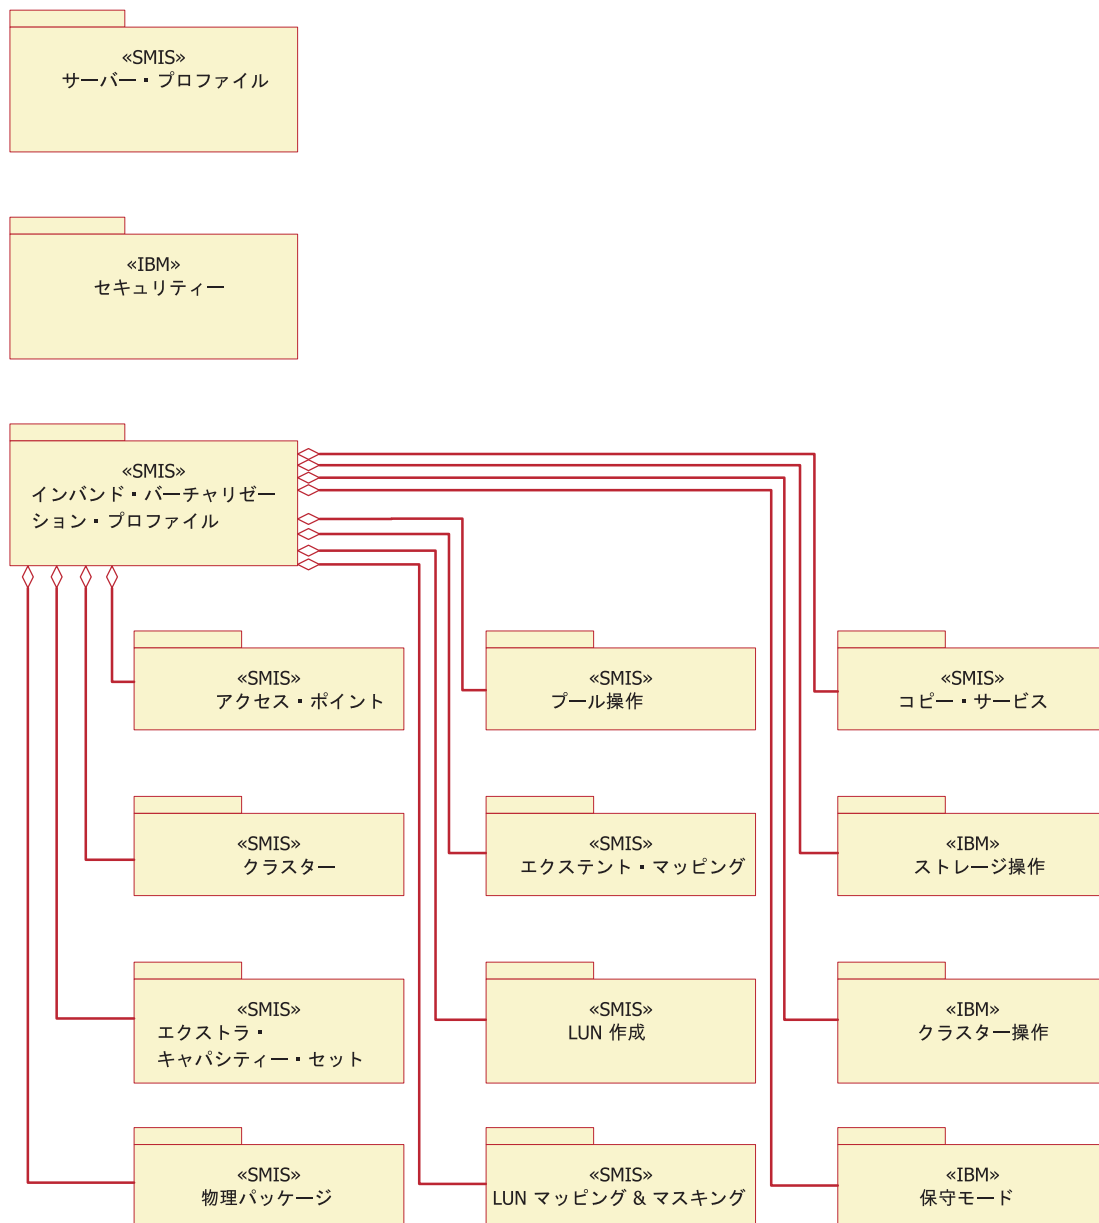 «SMIS»
サーバー・プロファイル
«IBM»
セキュリティー
«SMIS»
インバンド・バーチャリゼー
ション・プロファイル
«SMIS»
アクセス・ポイント
«SMIS»
プール操作
«SMIS»
コピー・サービス
«SMIS»
クラスター
«SMIS»
エクステント・マッピング
«IBM»
ストレージ操作
«SMIS»
エクストラ・
キャパシティー・セット
«SMIS»
LUN 作成
«IBM»
クラスター操作
«SMIS»
物理パッケージ
«SMIS»
LUN マッピング & マスキング
«IBM»
保守モード